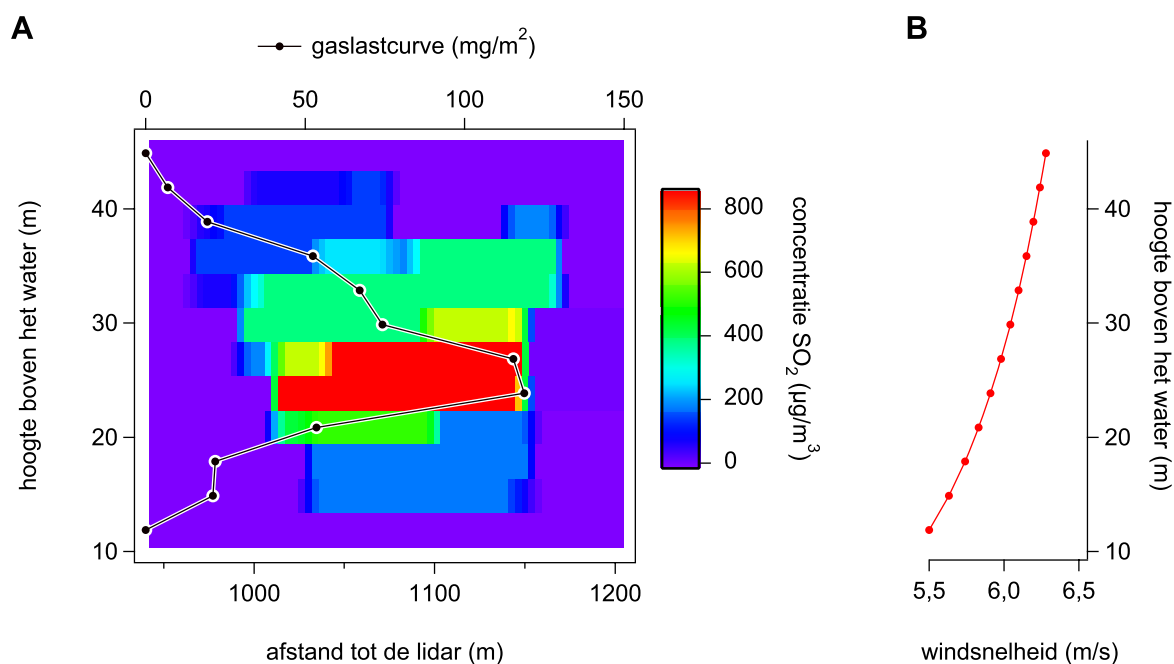 A
B
gaslastcurve (mg/m²)
0 50 100 150
hoogte boven het water (m)
40
30
20
10
1000 1100 1200
afstand tot de lidar (m)
800
600
400
200
0
concentratie SO₂ (µg/m³)
40
30
20
10
hoogte boven het water (m)
5,5 6,0 6,5
windsnelheid (m/s)